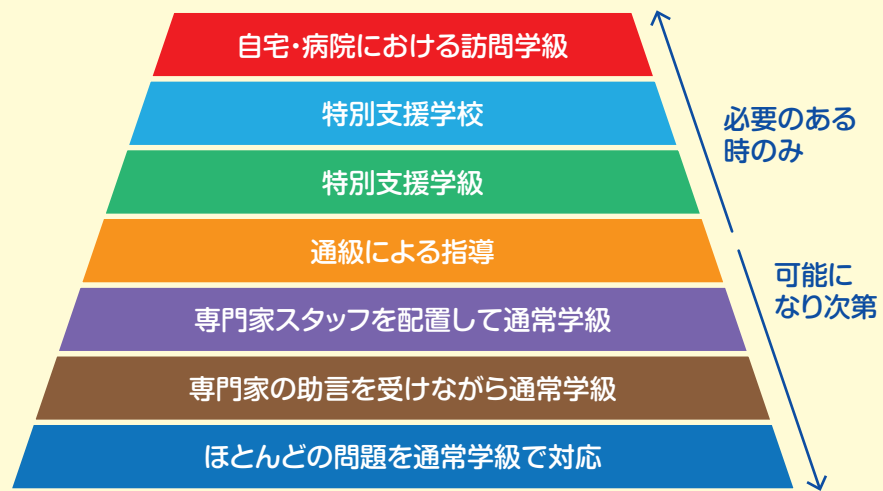 自宅・病院における訪問学級
特別支援学校
特別支援学級
通級による指導
専門家スタッフを配置して通常学級
専門家の助言を受けながら通常学級
ほとんどの問題を通常学級で対応
必要のある
時のみ
可能に
なり次第